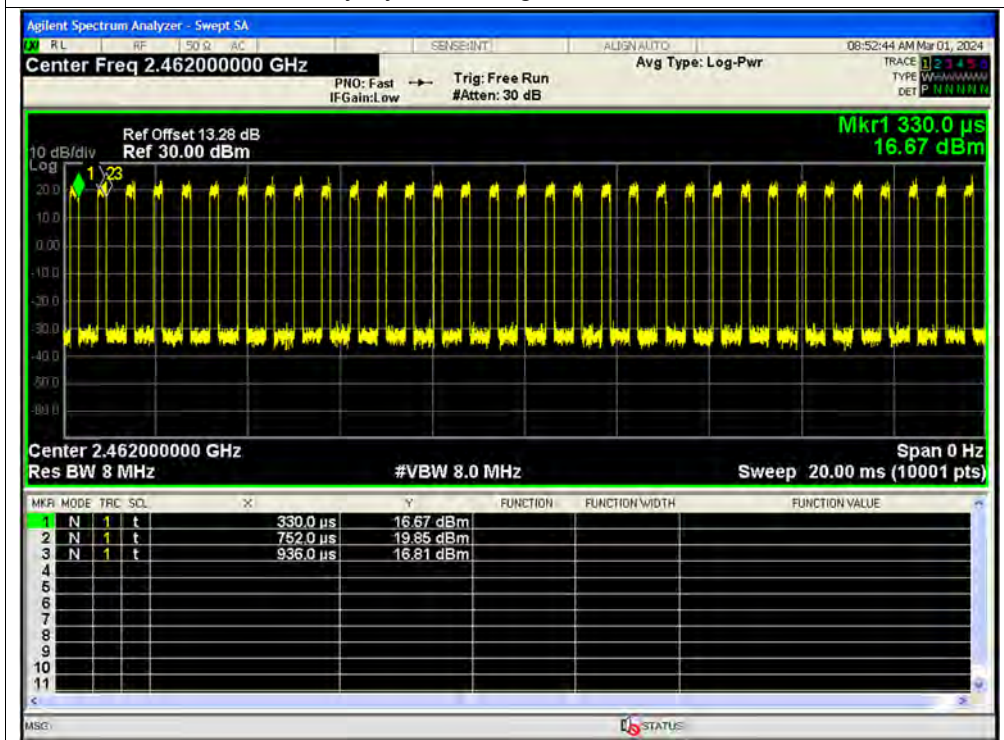 Agilent Spectrum Analyzer - Swept SA
RL RF 50 Ω AC SENSE:INT ALIGN AUTO 08:52:44 AM Mar 01, 2024
Center Freq 2.462000000 GHz Avg Type: Log-Pwr TRACE 1 2 3 4 5 6
PNO: Fast Trig: Free Run TYPE
IFGain:Low #Atten: 30 dB DET P N N N N N
Mkr1 330.0 µs
Ref Offset 13.28 dB
10 dB/div Ref 30.00 dBm 16.67 dBm
Log
1 2 3
20.0
10.0
0.00
-10.0
-20.0
-30.0
-40.0
Center 2.462000000 GHz Span 0 Hz
Res BW 8 MHz #VBW 8.0 MHz Sweep 20.00 ms (10001 pts)
MKR MODE TRC SCL X Y FUNCTION FUNCTION WIDTH FUNCTION VALUE
1 N 1 t 330.0 µs 16.67 dBm
2 N 1 t 752.0 µs 19.85 dBm
3 N 1 t 936.0 µs 16.81 dBm
4
5
6
7
8
9
10
11
MSG STATUS